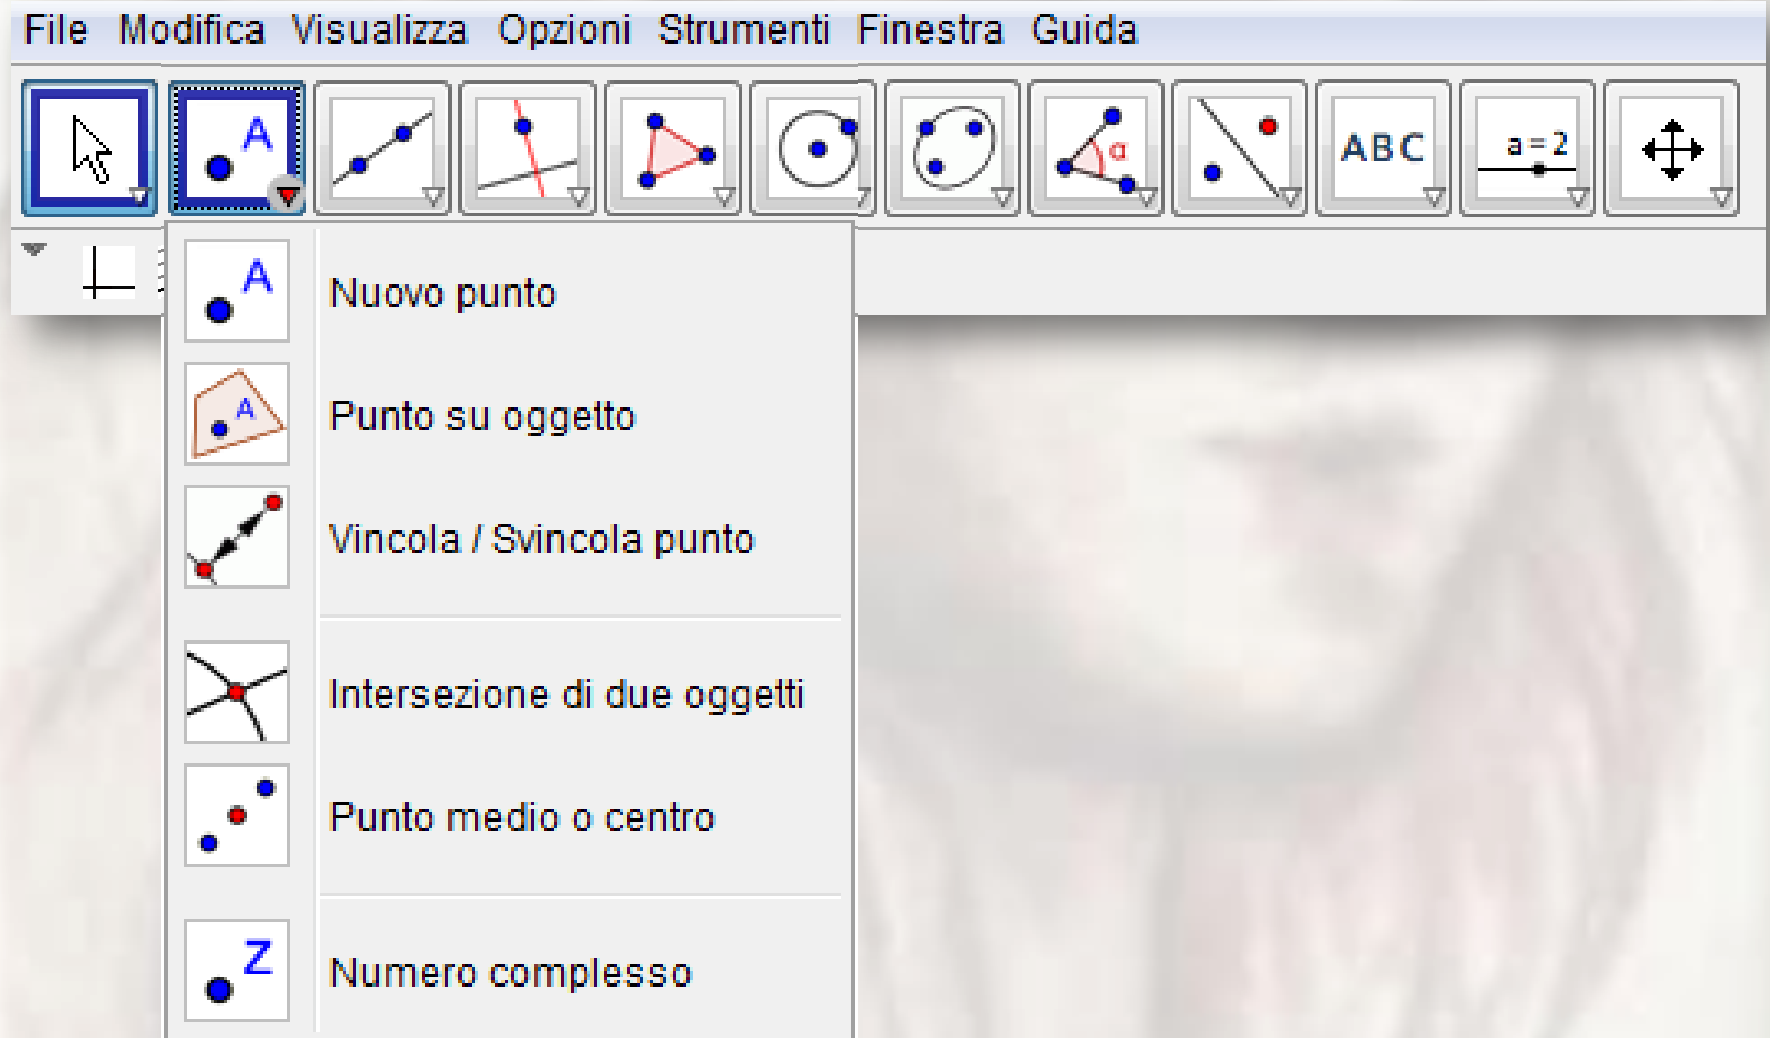 File Modifica Visualizza Opzioni Strumenti Finestra Guida
A α ABC a = 2
A Nuovo punto
A Punto su oggetto
Vincola / Svincola punto
Intersezione di due oggetti
Punto medio o centro
Z Numero complesso